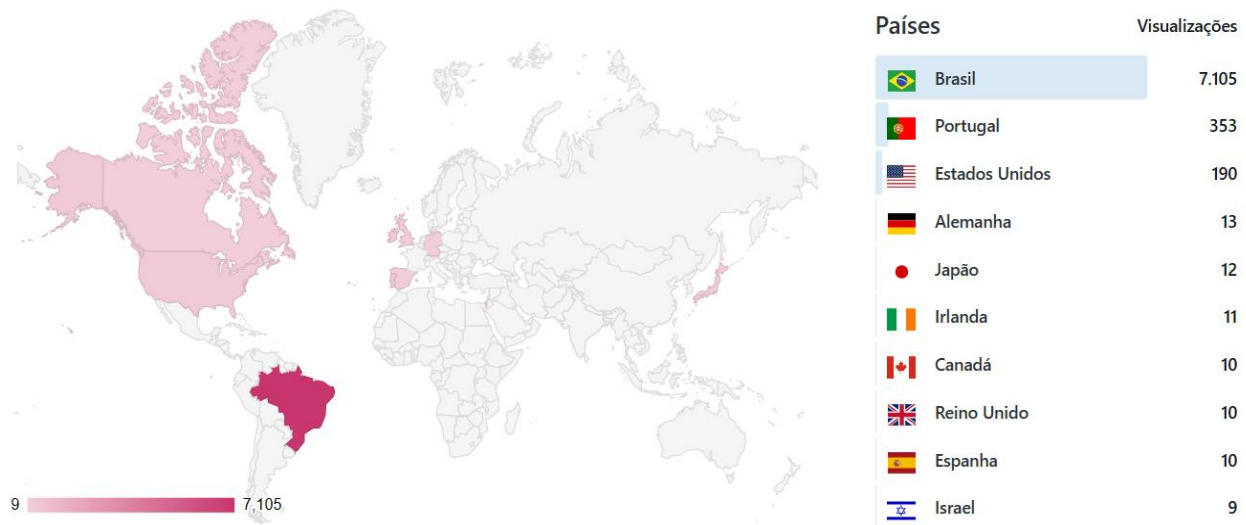 Países Visualizações
Brasil 7.105
Portugal 353
Estados Unidos 190
Alemanha 13
Japão 12
Irlanda 11
Canadá 10
Reino Unido 10
Espanha 10
Israel 9
9 7,105